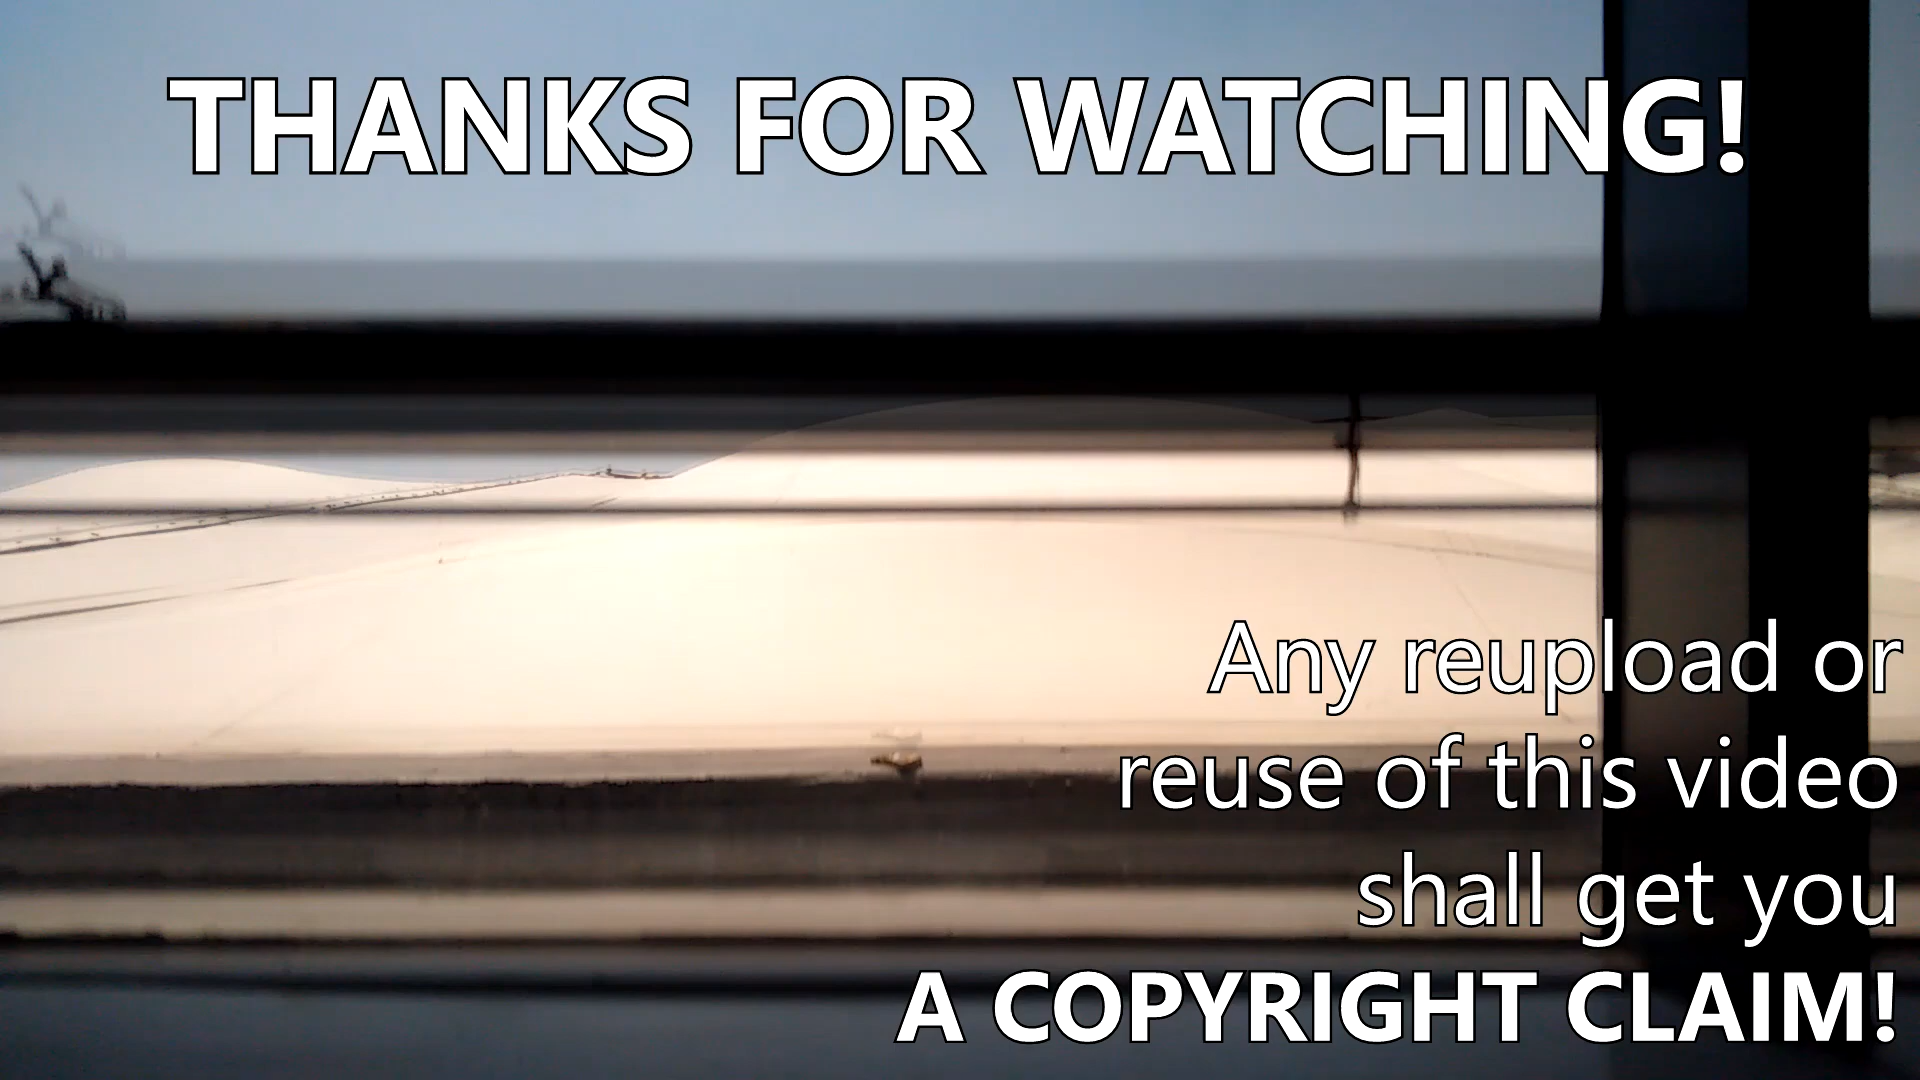 THANKS FOR WATCHING!
Any reupload or
reuse of this video
shall get you
A COPYRIGHT CLAIM!